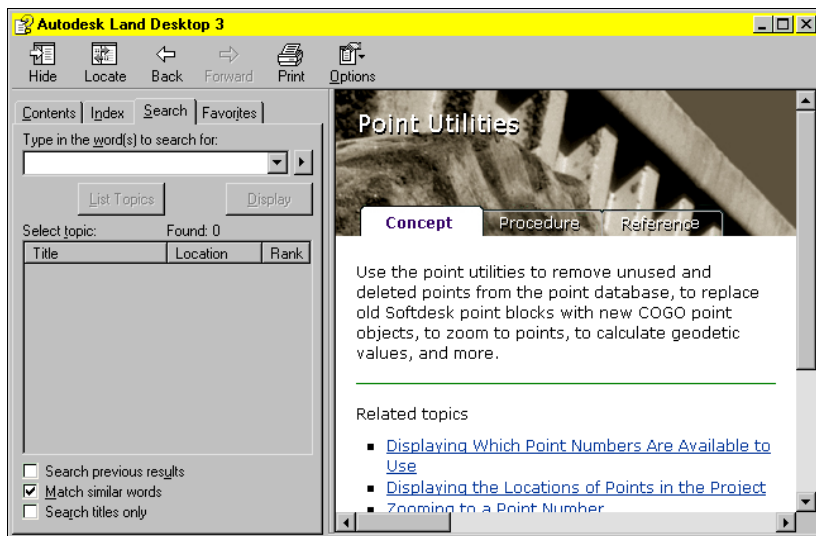 Autodesk Land Desktop 3
Hide Locate Back Forward Print Options
Contents Index Search Favorites
Type in the word(s) to search for:
List Topics Display
Select topic: Found: 0
Title Location Rank
Search previous results
Match similar words
Search titles only
Point Utilities
Concept Procedure Reference
Use the point utilities to remove unused and
deleted points from the point database, to replace
old Softdesk point blocks with new COGO point
objects, to zoom to points, to calculate geodetic
values, and more.
Related topics
Displaying Which Point Numbers Are Available to
Use
Displaying the Locations of Points in the Project
Zooming to a Point Number